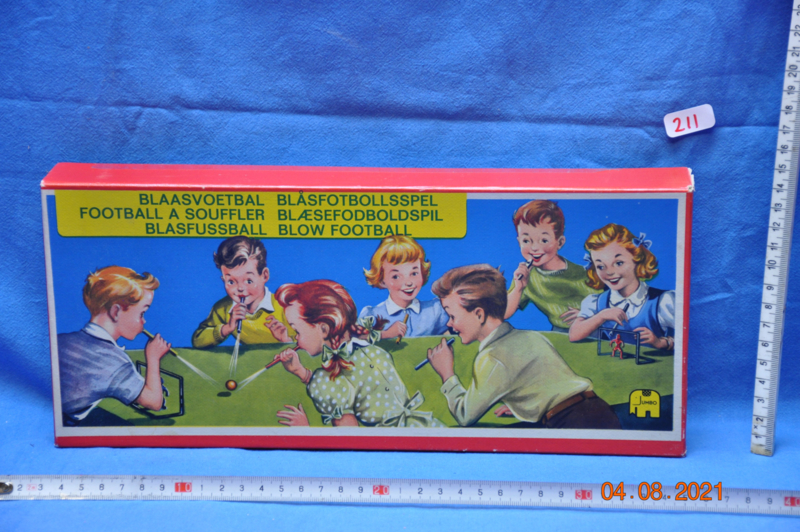 211
BLAASVOETBAL BLÅSFOTBOLLSSPEL
FOOTBALL A SOUFFLER BLÆSEFODBOLDSPIL
BLASFUSSBALL BLOW FOOTBALL
JUMBO
04.08.2021